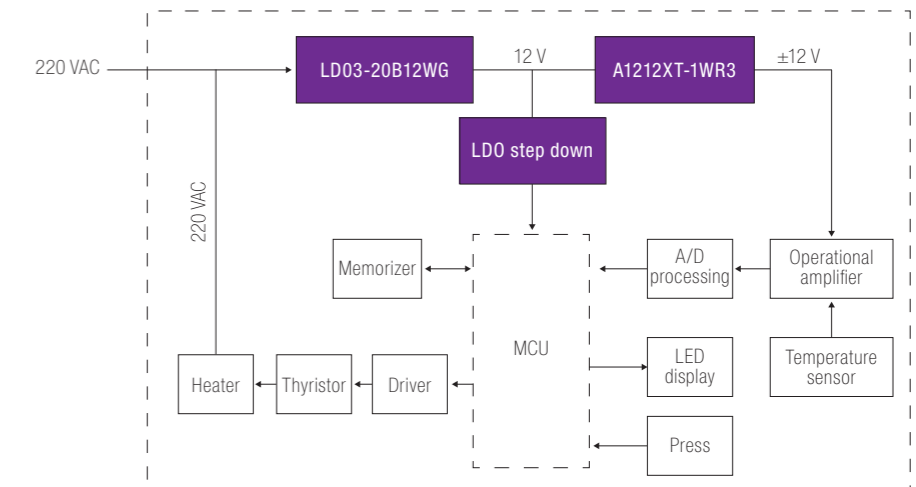 220 VAC
LD03-20B12WG
12 V
A1212XT-1WR3
±12 V
LDO step down
220 VAC
Memorizer
A/D
processing
Operational
amplifier
MCU
LED
display
Temperature
sensor
Heater
Thyristor
Driver
Press